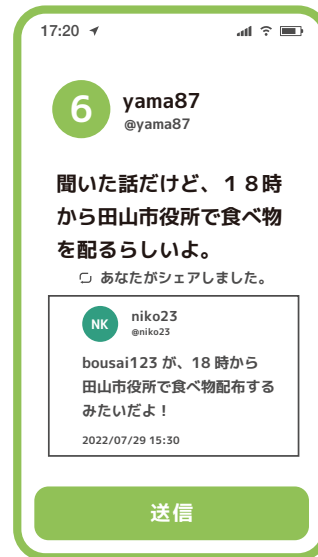 17:20
6
yama87
@yama87
聞いた話だけど、１８時
から田山市役所で食べ物
を配るらしいよ。
あなたがシェアしました。
NK
niko23
@niko23
bousai123 が、18 時から
田山市役所で食べ物配布する
みたいだよ！
2022/07/29 15:30
送信